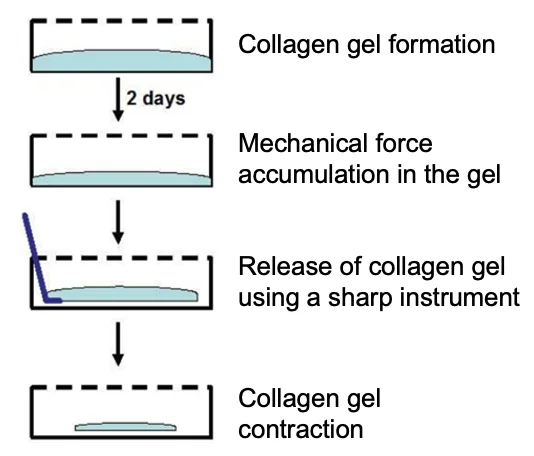 Collagen gel formation
2 days
Mechanical force
accumulation in the gel
Release of collagen gel
using a sharp instrument
Collagen gel
contraction